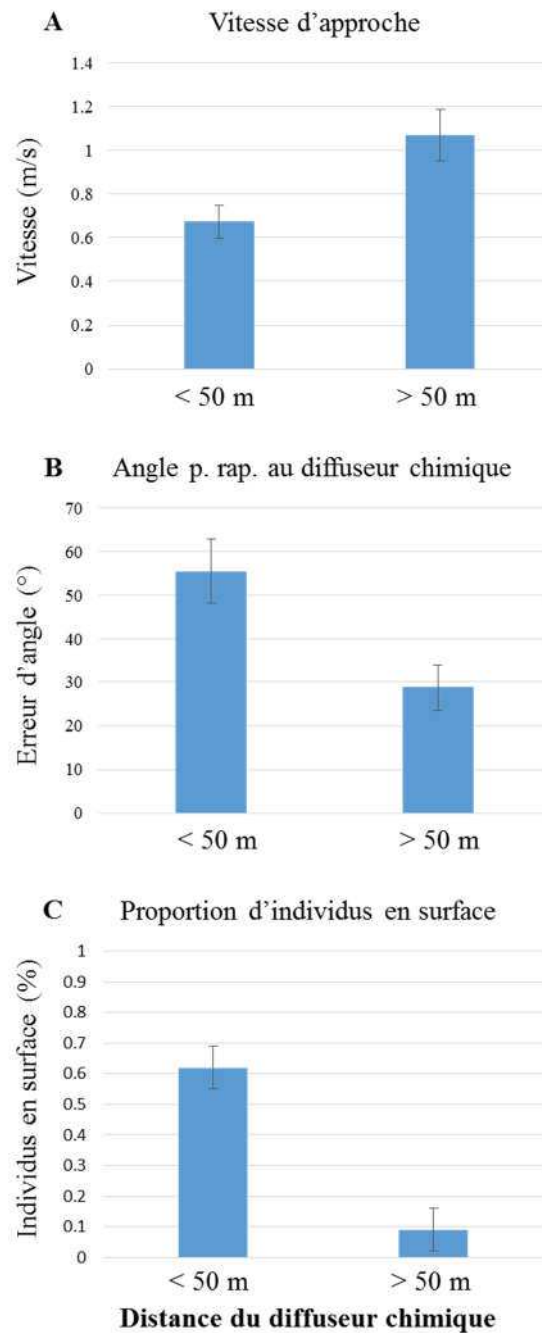 A Vitesse d’approche
Vitesse (m/s)
1.4
1.2
1
0.8
0.6
0.4
0.2
0
< 50 m > 50 m
B Angle p. rap. au diffuseur chimique
Erreur d’angle (°)
70
60
50
40
30
20
10
0
< 50 m > 50 m
C Proportion d’individus en surface
Individus en surface (%)
1
0.9
0.8
0.7
0.6
0.5
0.4
0.3
0.2
0.1
0
< 50 m > 50 m
Distance du diffuseur chimique